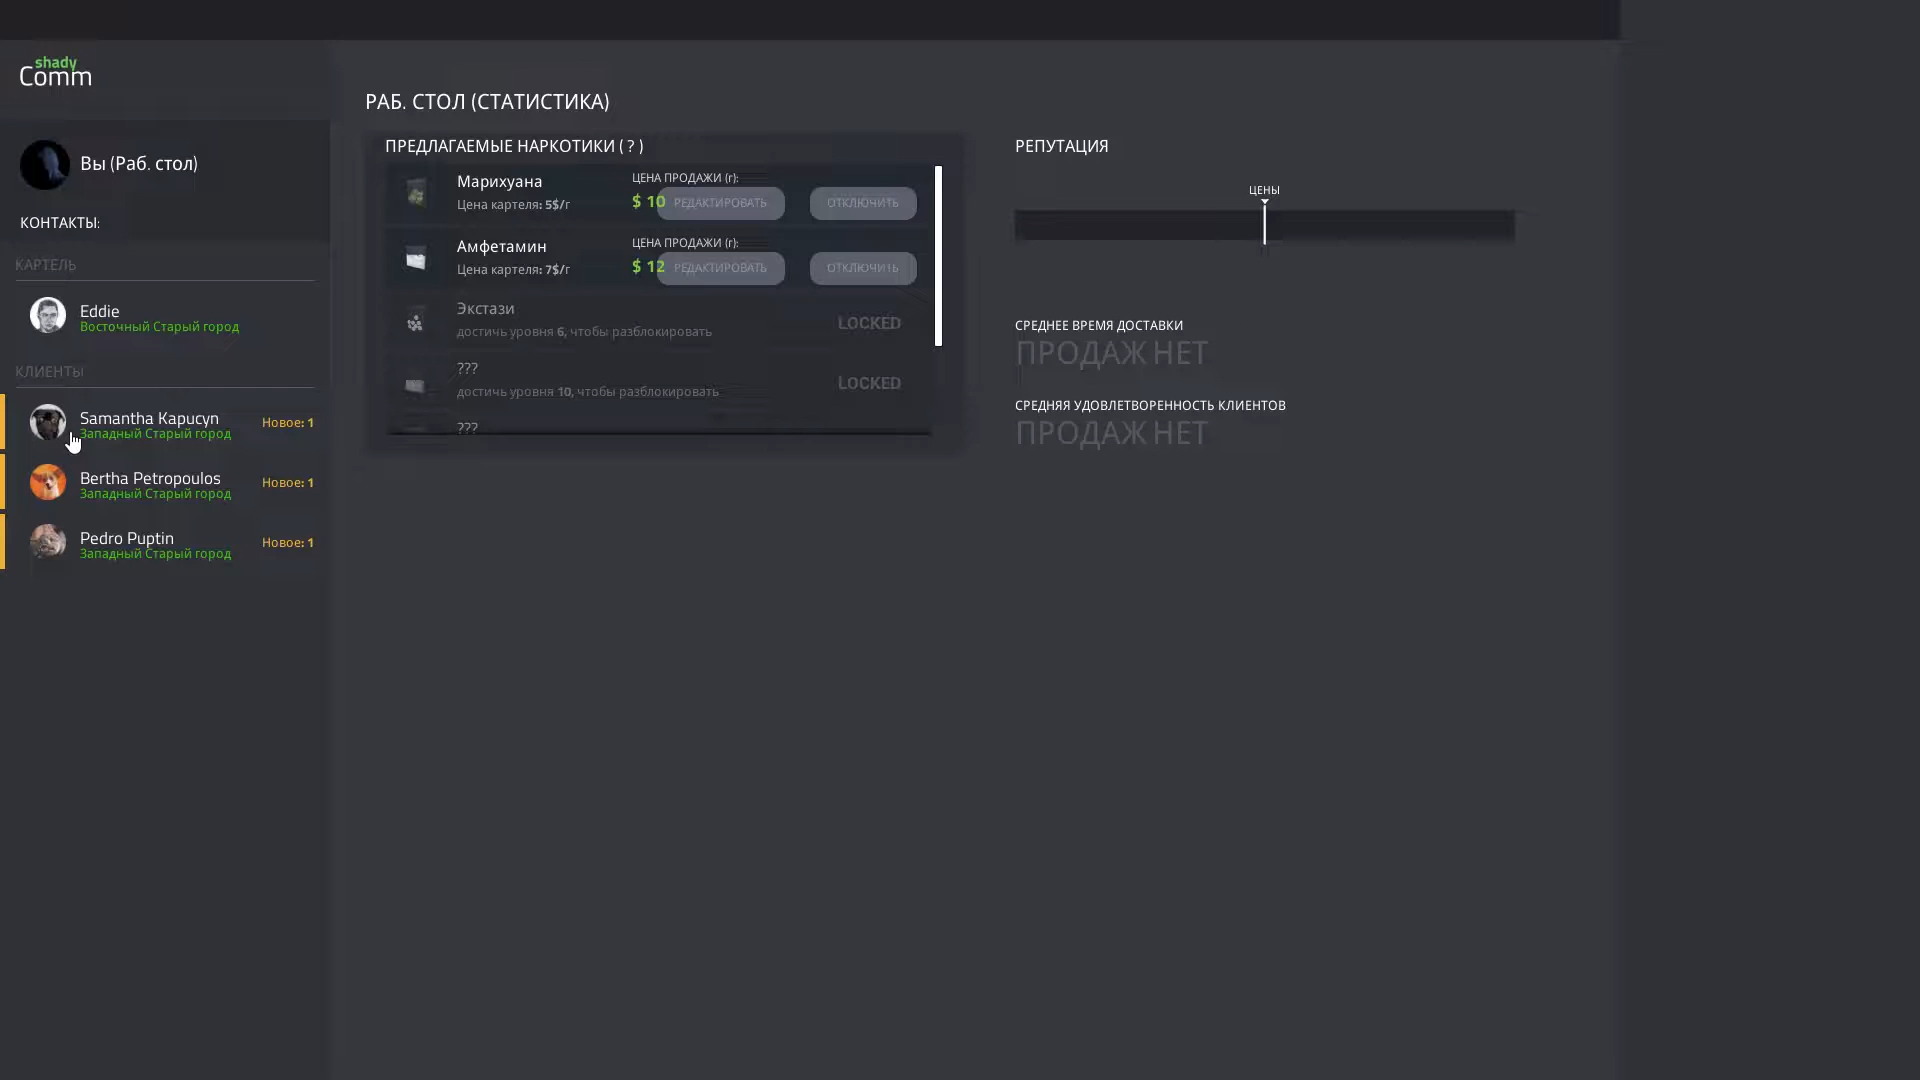 shady
Comm
Вы (Раб. стол)
КОНТАКТЫ:
КАРТЕЛЬ
Eddie
Восточный Старый город
КЛИЕНТЫ
Samantha Kapucyn
Западный Старый город
Новое: 1
Bertha Petropoulos
Западный Старый город
Новое: 1
Pedro Puptin
Западный Старый город
Новое: 1
РАБ. СТОЛ (СТАТИСТИКА)
ПРЕДЛАГАЕМЫЕ НАРКОТИКИ ( ? )
Марихуана
Цена картеля: 5$/г
ЦЕНА ПРОДАЖИ (г):
$ 10
РЕДАКТИРОВАТЬ
ОТКЛЮЧИТЬ
Амфетамин
Цена картеля: 7$/г
ЦЕНА ПРОДАЖИ (г):
$ 12
РЕДАКТИРОВАТЬ
ОТКЛЮЧИТЬ
Экстази
достичь уровня 6, чтобы разблокировать
LOCKED
???
достичь уровня 10, чтобы разблокировать
LOCKED
???
РЕПУТАЦИЯ
ЦЕНЫ
СРЕДНЕЕ ВРЕМЯ ДОСТАВКИ
ПРОДАЖ НЕТ
СРЕДНЯЯ УДОВЛЕТВОРЕННОСТЬ КЛИЕНТОВ
ПРОДАЖ НЕТ